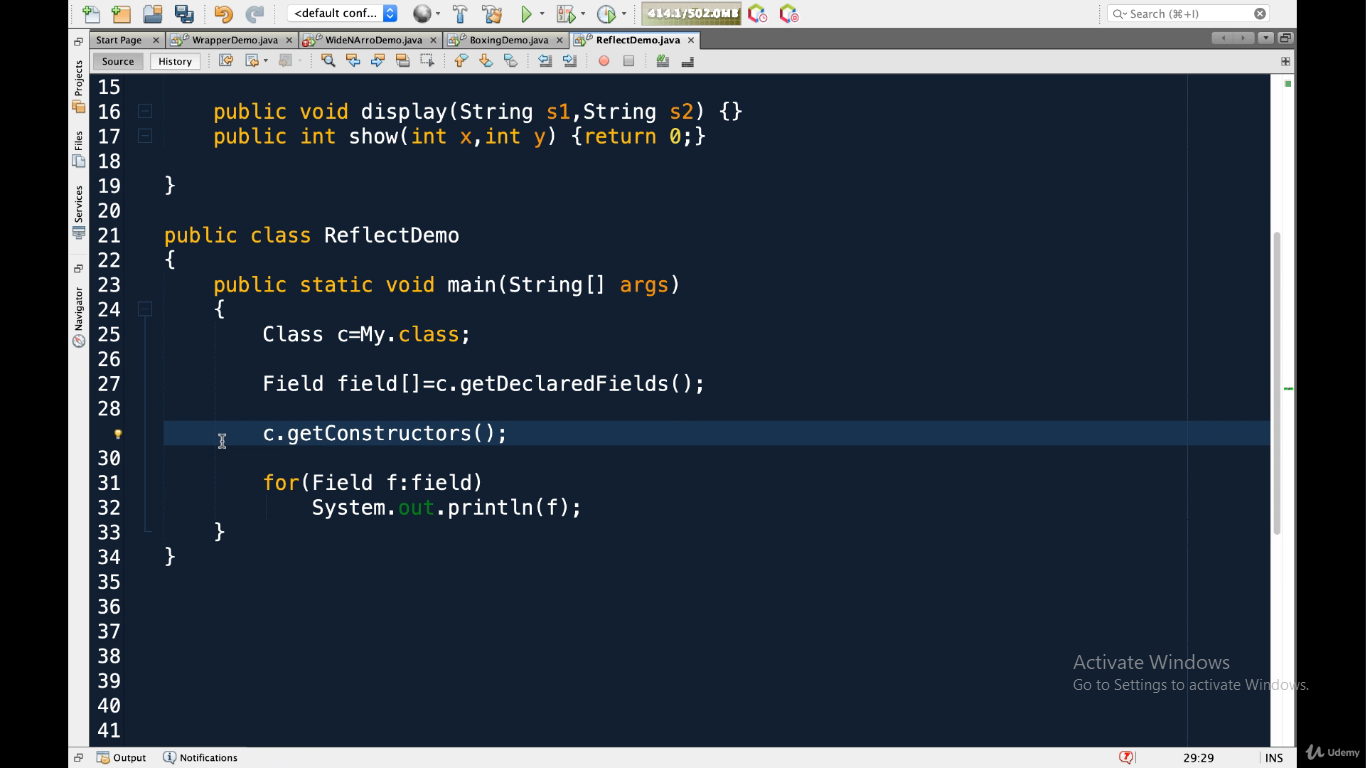 <default conf...
414.1/502.0MB
Search (⌘+I)
Start Page
WrapperDemo.java
WideNArroDemo.java
BoxingDemo.java
ReflectDemo.java
Source
History
Projects
Files
Services
Navigator
15
16 public void display(String s1,String s2) {}
17 public int show(int x,int y) {return 0;}
18
19 }
20
21 public class ReflectDemo
22 {
23 public static void main(String[] args)
24 {
25 Class c=My.class;
26
27 Field field[]=c.getDeclaredFields();
28
c.getConstructors();
30
31 for(Field f:field)
32 System.out.println(f);
33 }
34 }
35
36
37
38
39
40
41
Activate Windows
Go to Settings to activate Windows.
Output
Notifications
29:29
INS
Udemy